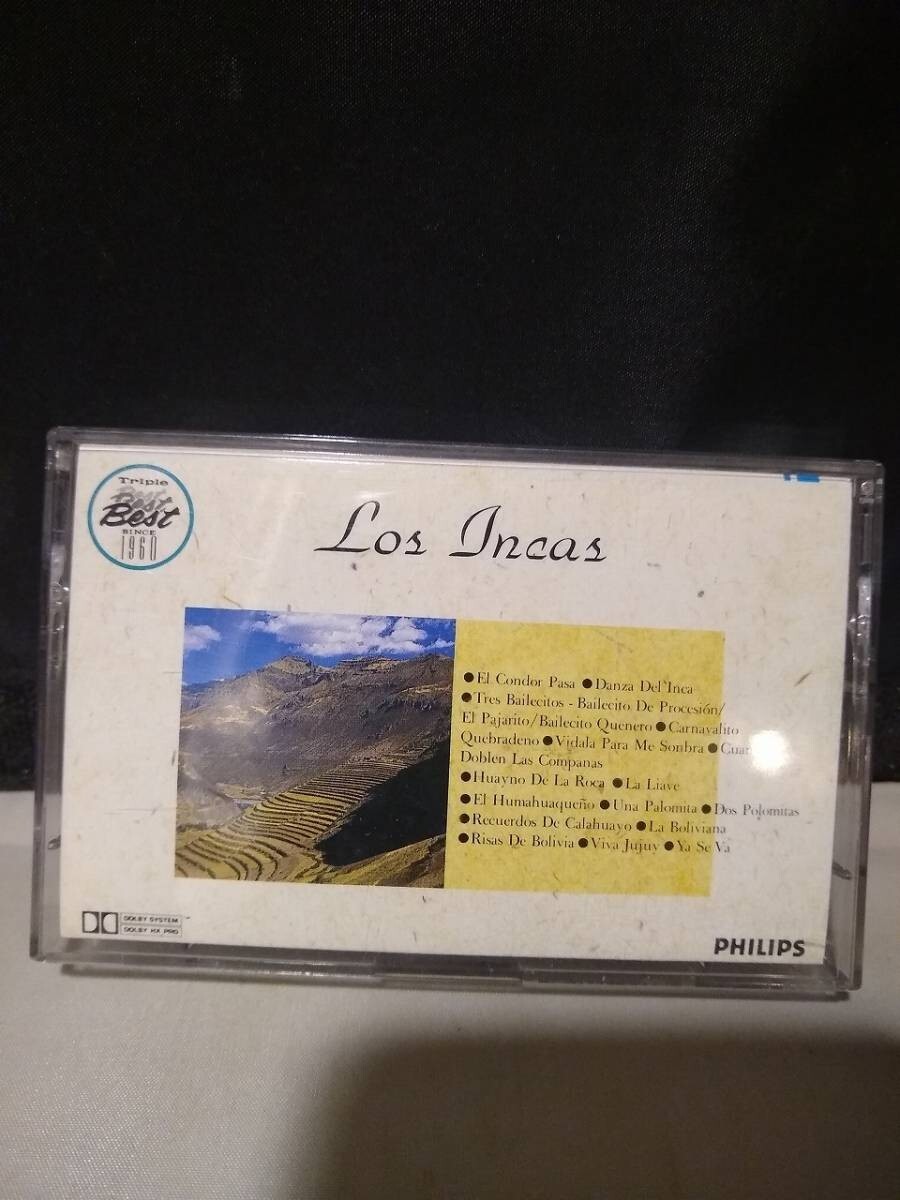 Triple
Best
Best
Best
SINCE
1960
Los Incas
●El Condor Pasa ●Danza Del Inca
●Tres Bailecitos - Bailecito De Procesión/
El Pajarito/Bailecito Quenero ●Carnavalito
Quebradeno ●Vidala Para Me Sonbra ●
Doblen Las Companas
●Huayno De La Roca ●La Liave
●El Humahuaqueño ●Una Palomita ●Dos Polomitas
●Recuerdos De Calahuayo ●La Boliviana
●Risas De Bolivia ●Viva Jujuy ●Ya Se Va
DOLBY SYSTEM
DOLBY HX PRO
PHILIPS